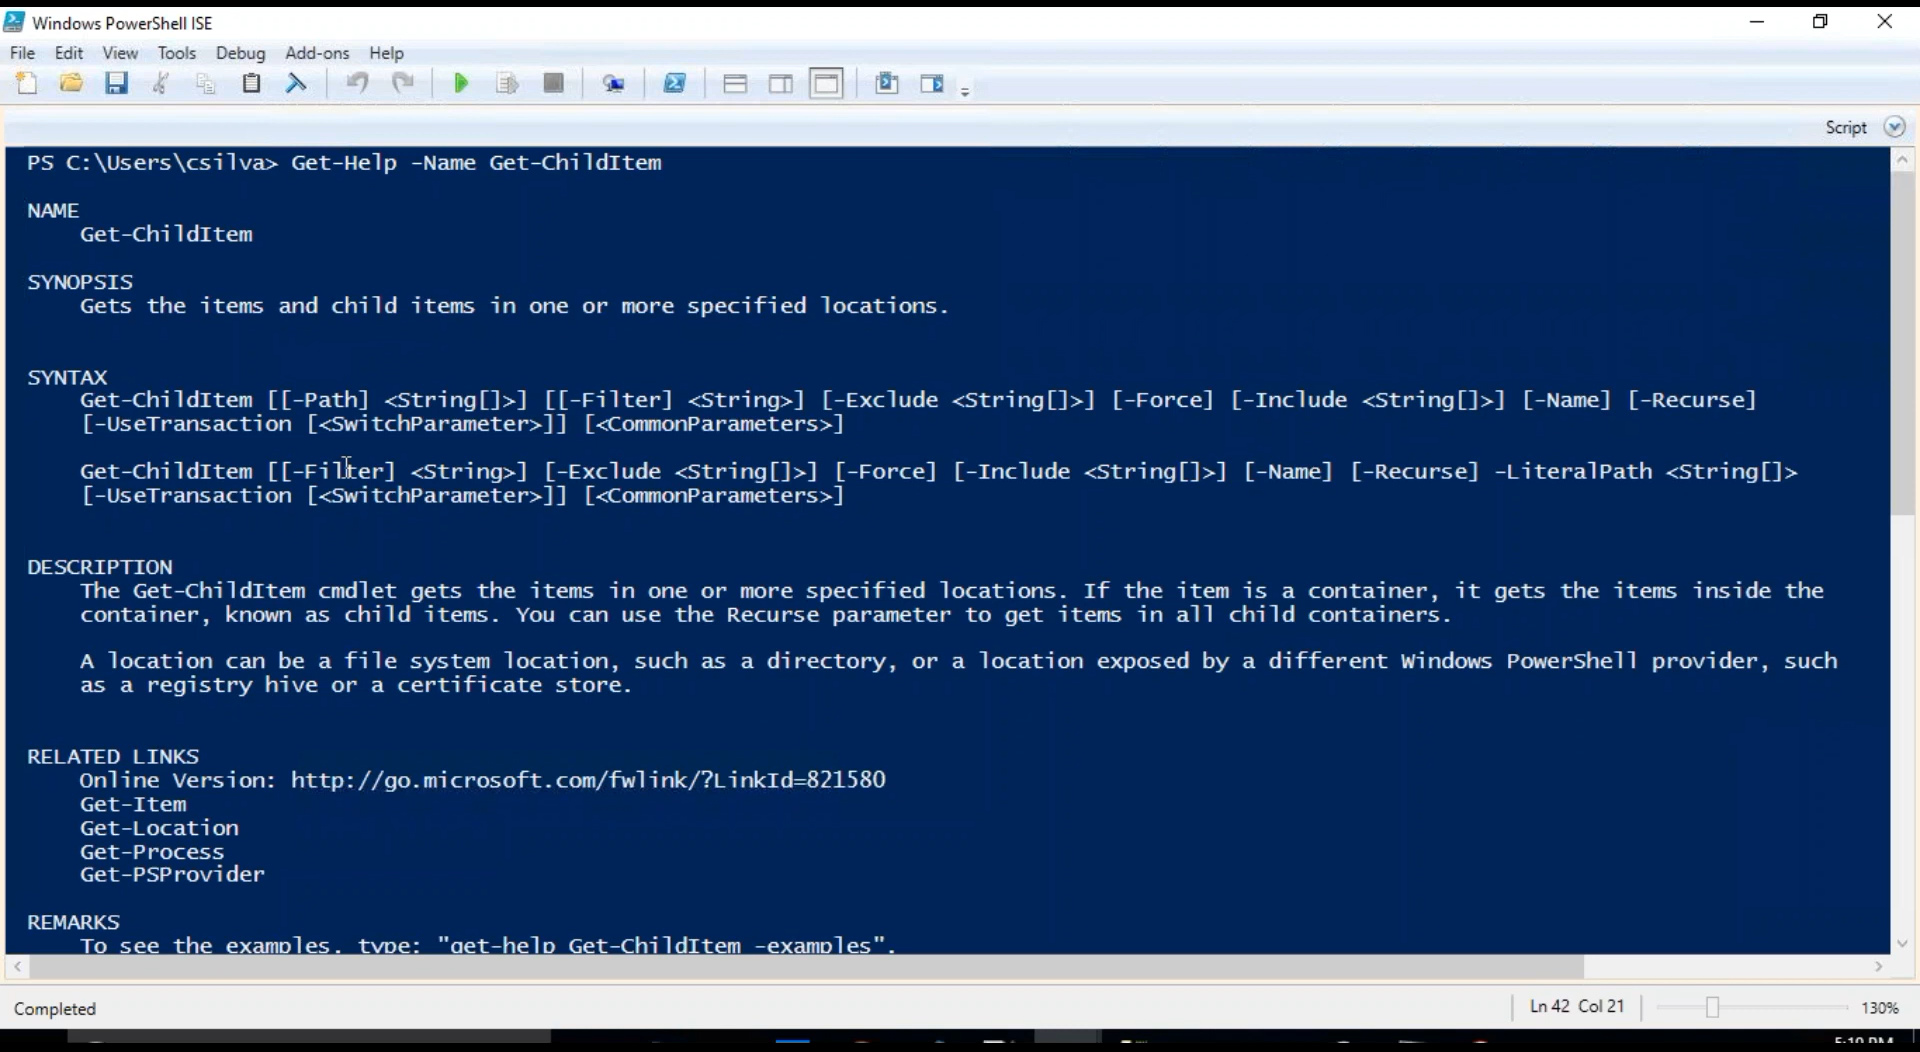 Windows PowerShell ISE
File Edit View Tools Debug Add-ons Help
Script
PS C:\Users\csilva> Get-Help -Name Get-ChildItem
NAME
Get-ChildItem
SYNOPSIS
Gets the items and child items in one or more specified locations.
SYNTAX
Get-ChildItem [[-Path] <String[]>] [[-Filter] <String>] [-Exclude <String[]>] [-Force] [-Include <String[]>] [-Name] [-Recurse]
[-UseTransaction [<SwitchParameter>]] [<CommonParameters>]
Get-ChildItem [[-Filter] <String>] [-Exclude <String[]>] [-Force] [-Include <String[]>] [-Name] [-Recurse] -LiteralPath <String[]>
[-UseTransaction [<SwitchParameter>]] [<CommonParameters>]
DESCRIPTION
The Get-ChildItem cmdlet gets the items in one or more specified locations. If the item is a container, it gets the items inside the
container, known as child items. You can use the Recurse parameter to get items in all child containers.
A location can be a file system location, such as a directory, or a location exposed by a different Windows PowerShell provider, such
as a registry hive or a certificate store.
RELATED LINKS
Online Version: http://go.microsoft.com/fwlink/?LinkId=821580
Get-Item
Get-Location
Get-Process
Get-PSProvider
REMARKS
To see the examples, type: "get-help Get-ChildItem -examples".
Completed
Ln 42 Col 21
130%
5:10 PM